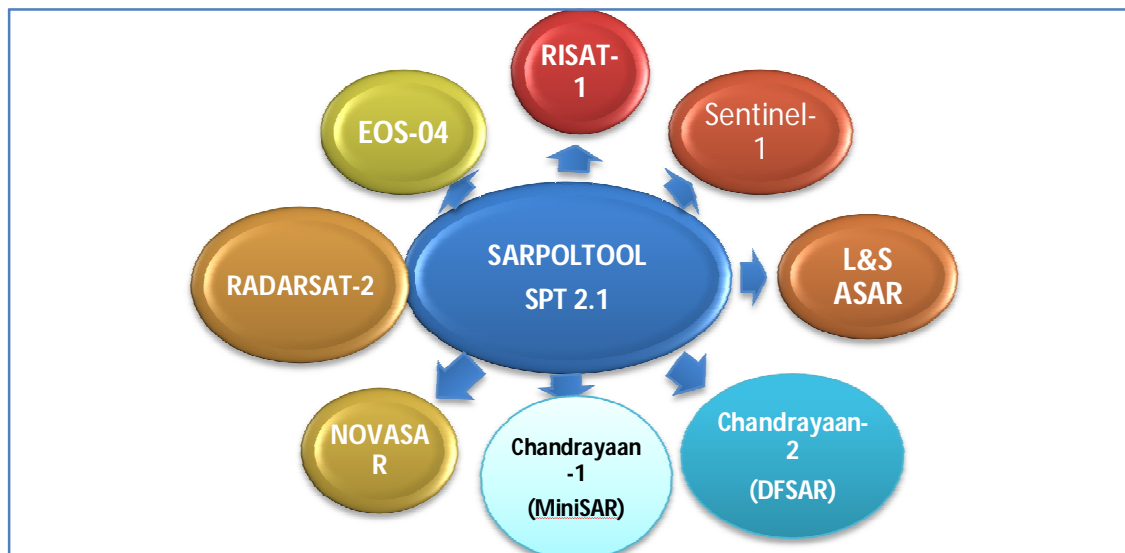 RISAT-
1
EOS-04
Sentinel-
1
SARPOLTOOL
SPT 2.1
RADARSAT-2
L&S
ASAR
NOVASA
R
Chandrayaan
-1
(MiniSAR)
Chandrayaan-
2
(DFSAR)